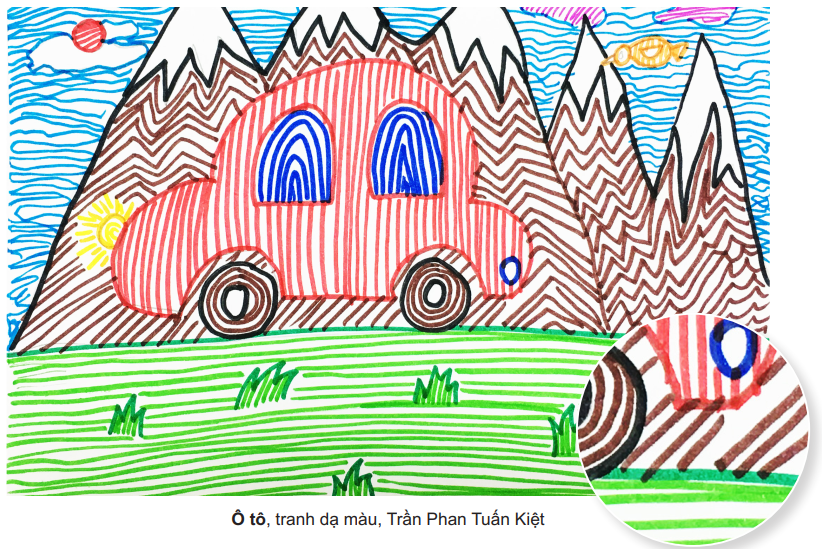 Ô tô, tranh dạ màu, Trần Phan Tuấn Kiệt